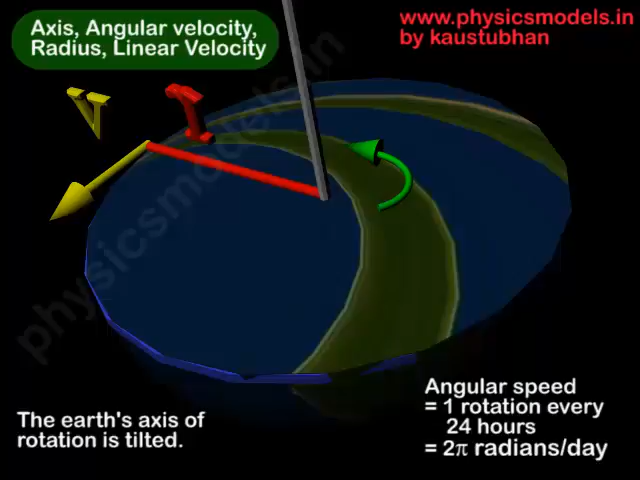 Axis, Angular velocity,
Radius, Linear Velocity
www.physicsmodels.in
by kaustubhan
V
r
physicsmodels.in
The earth's axis of
rotation is tilted.
Angular speed
= 1 rotation every
24 hours
= 2π radians/day